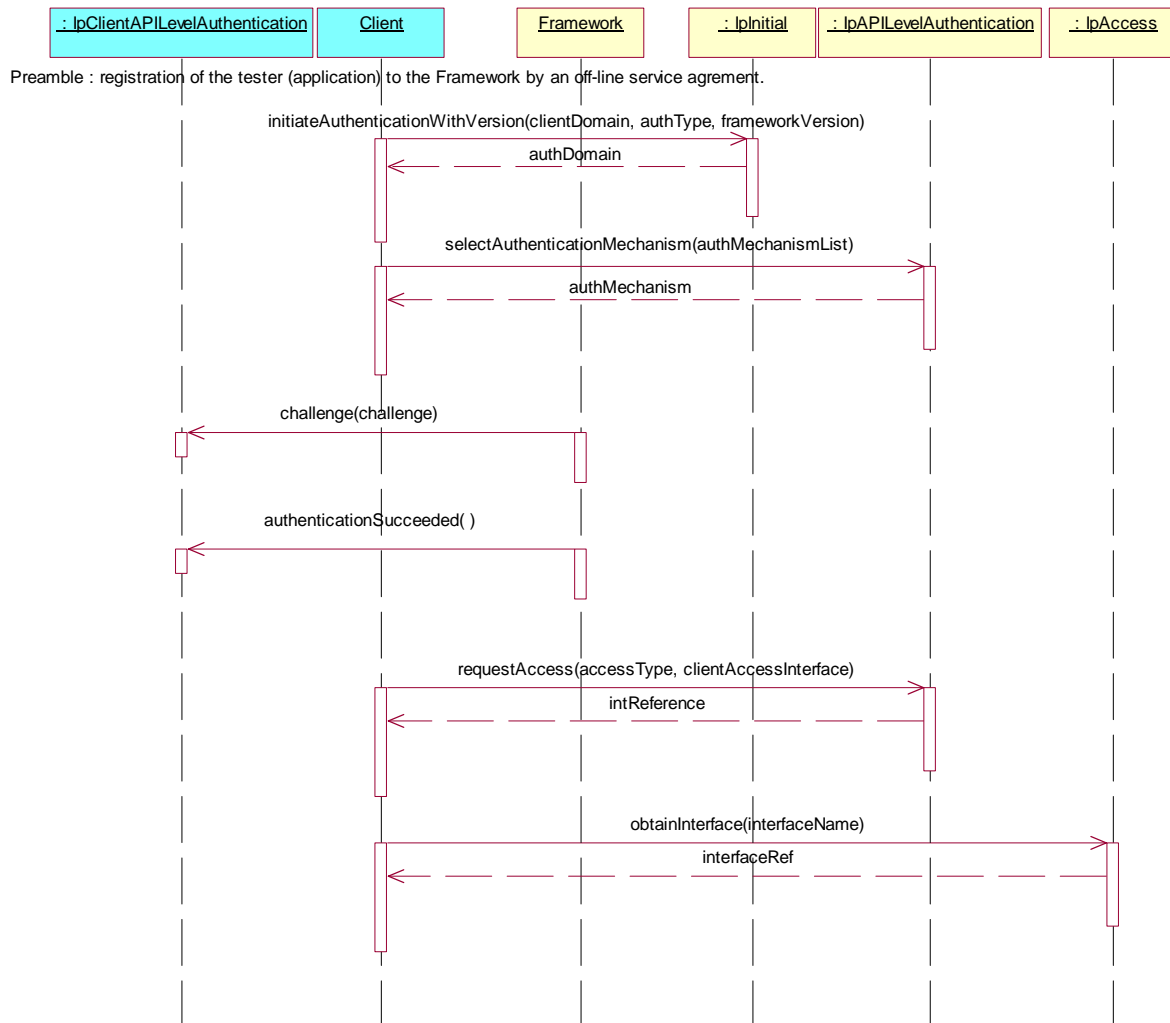 : IpClientAPILevelAuthentication
Client
Framework
: IpInitial
: IpAPILevelAuthentication
: IpAccess
Preamble : registration of the tester (application) to the Framework by an off-line service agrement.
initiateAuthenticationWithVersion(clientDomain, authType, frameworkVersion)
authDomain
selectAuthenticationMechanism(authMechanismList)
authMechanism
challenge(challenge)
authenticationSucceeded( )
requestAccess(accessType, clientAccessInterface)
intReference
obtainInterface(interfaceName)
interfaceRef